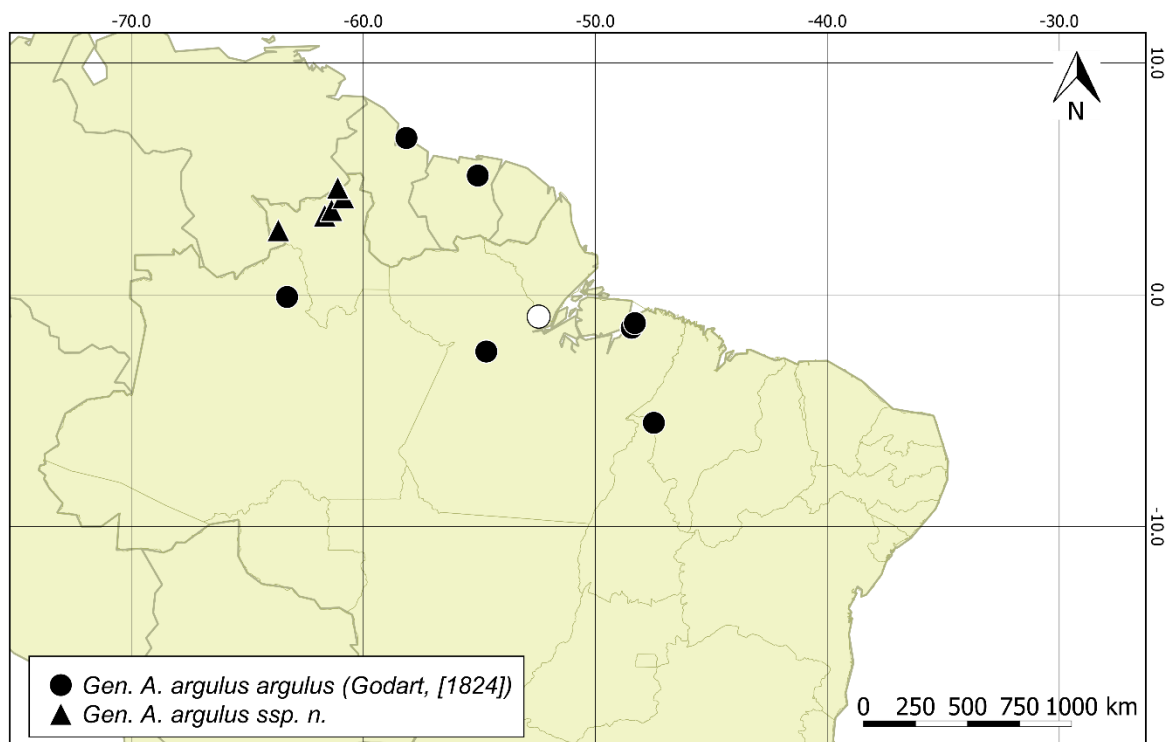 -70.0 -60.0 -50.0 -40.0 -30.0
10.0
N
0.0
-10.0
Gen. A. argulus argulus (Godart, [1824])
Gen. A. argulus ssp. n.
0 250 500 750 1000 km